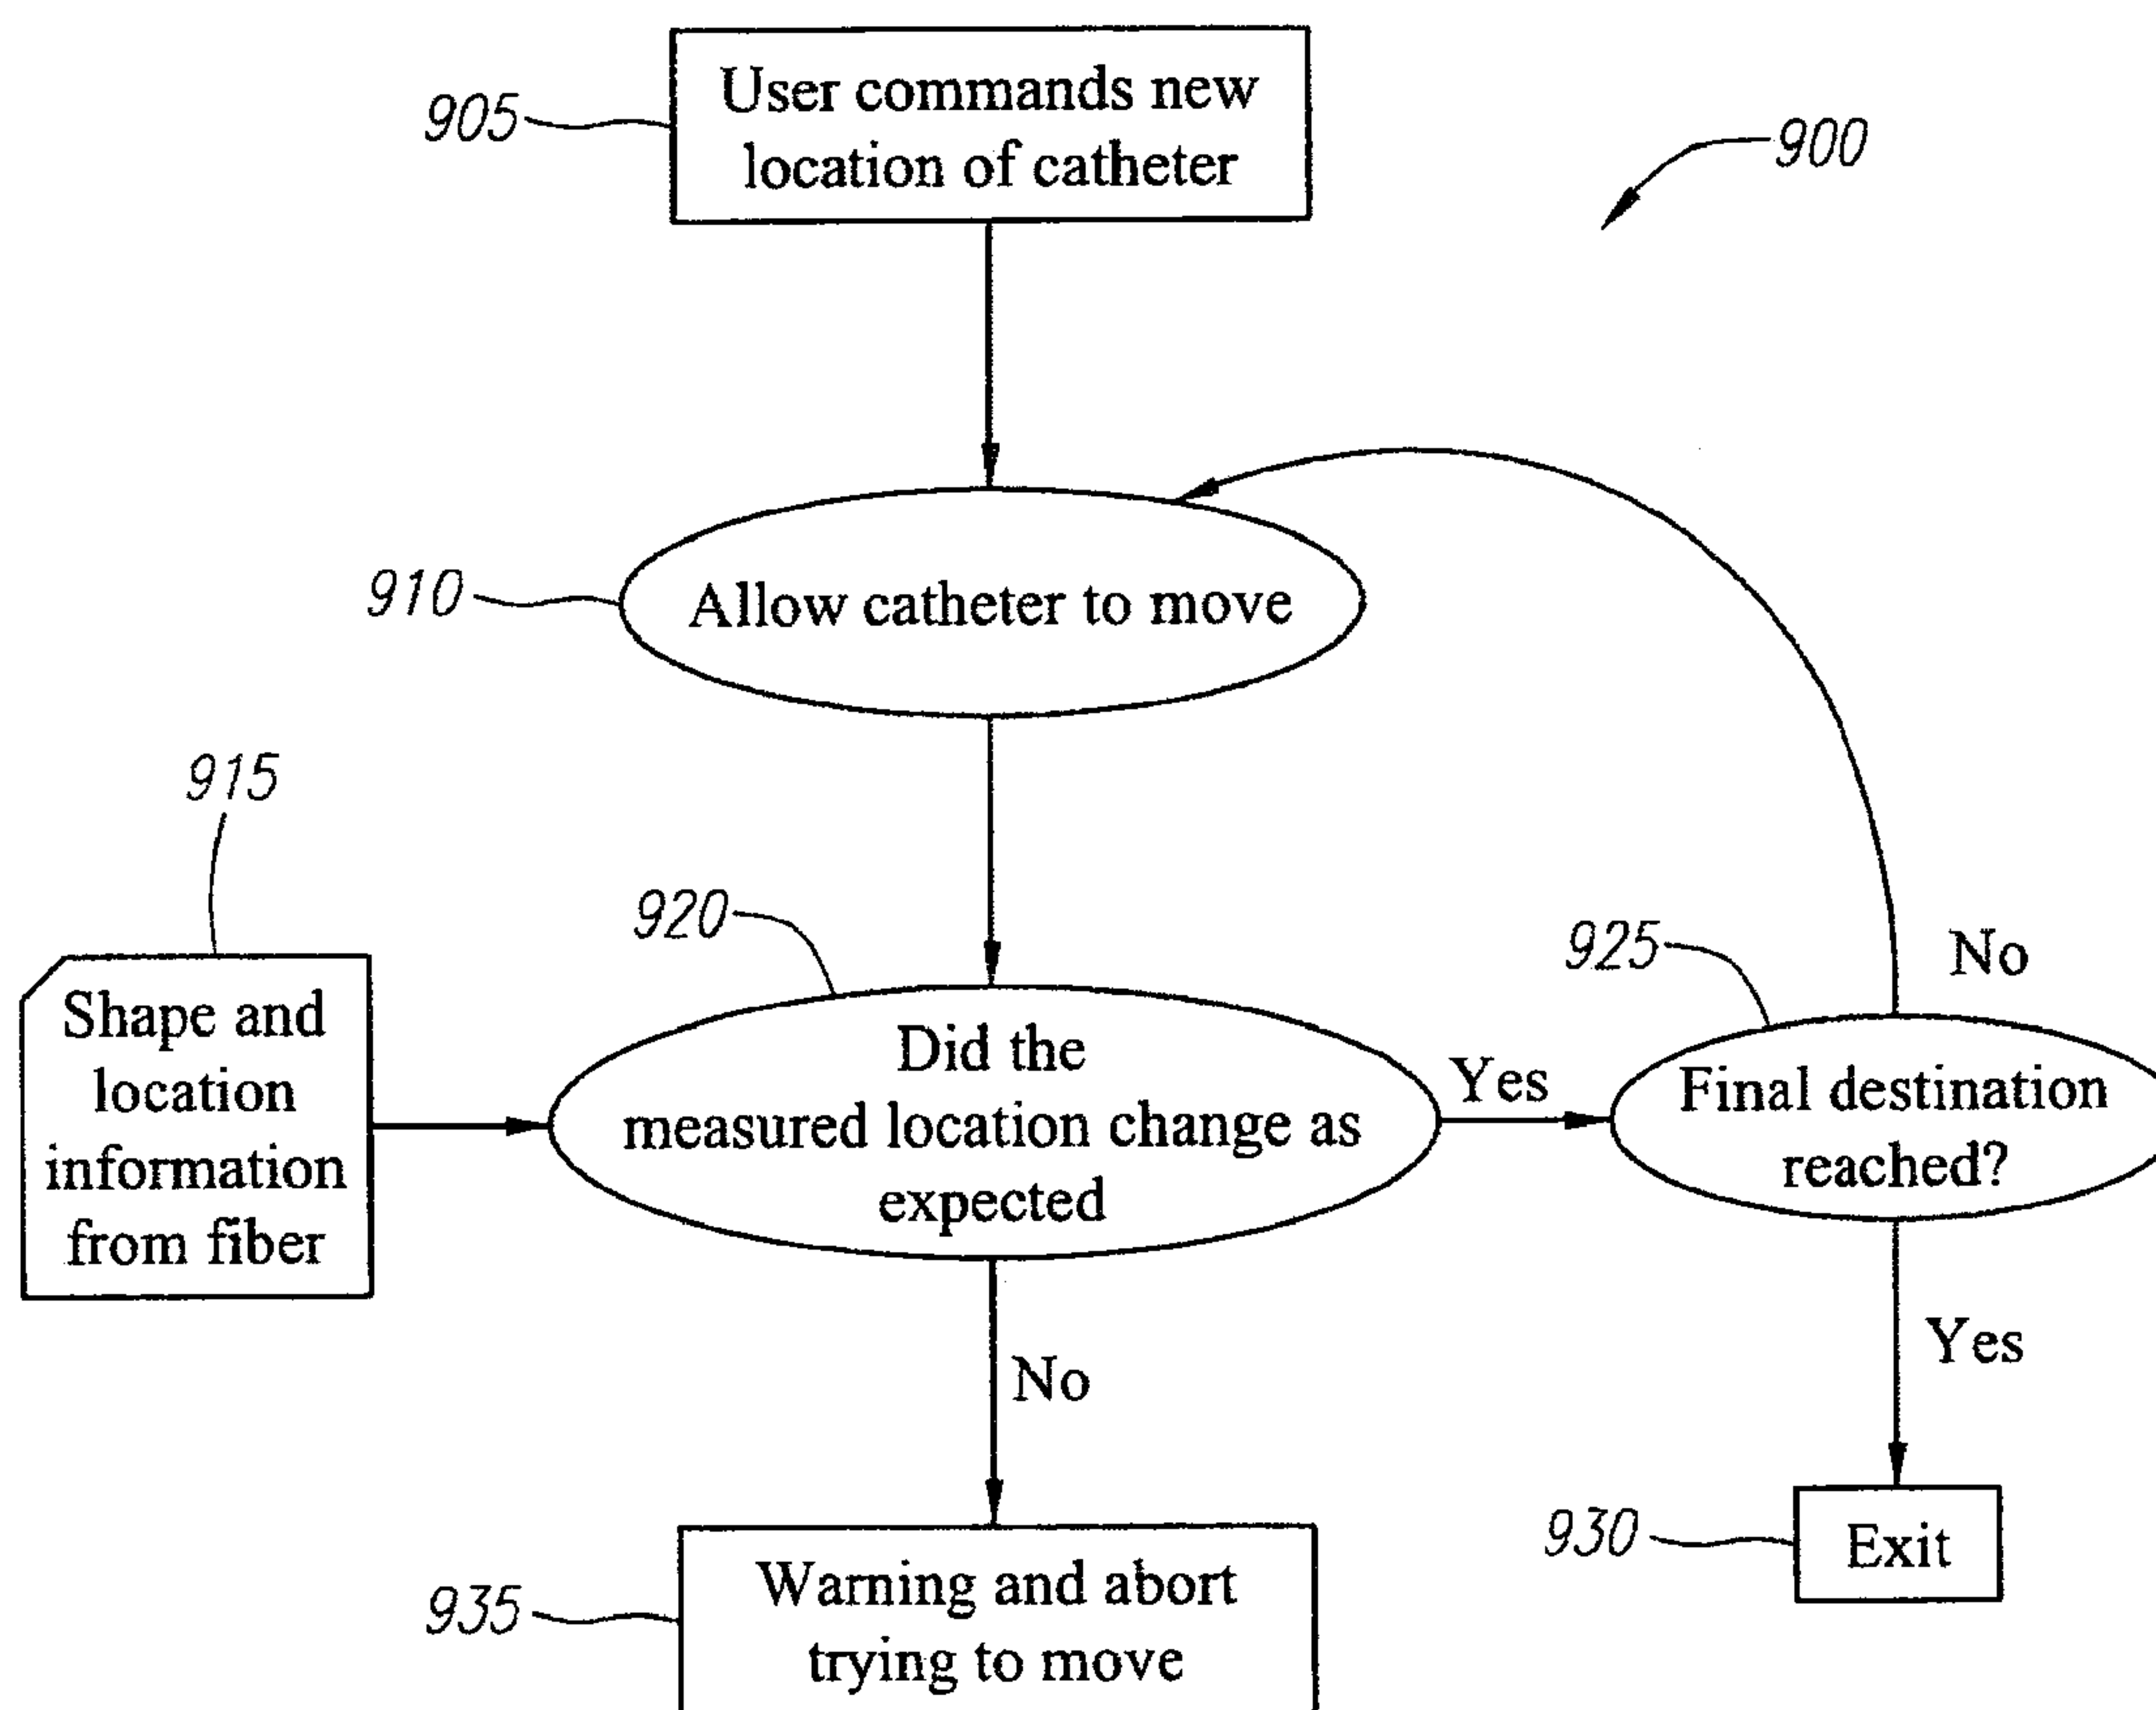 User commands new
location of catheter
905
900
Allow catheter to move
910
915
Shape and
location
information
from fiber
920
Did the
measured location change as
expected
Yes
925
No
Final destination
reached?
No
Yes
930
Exit
935
Warning and abort
trying to move